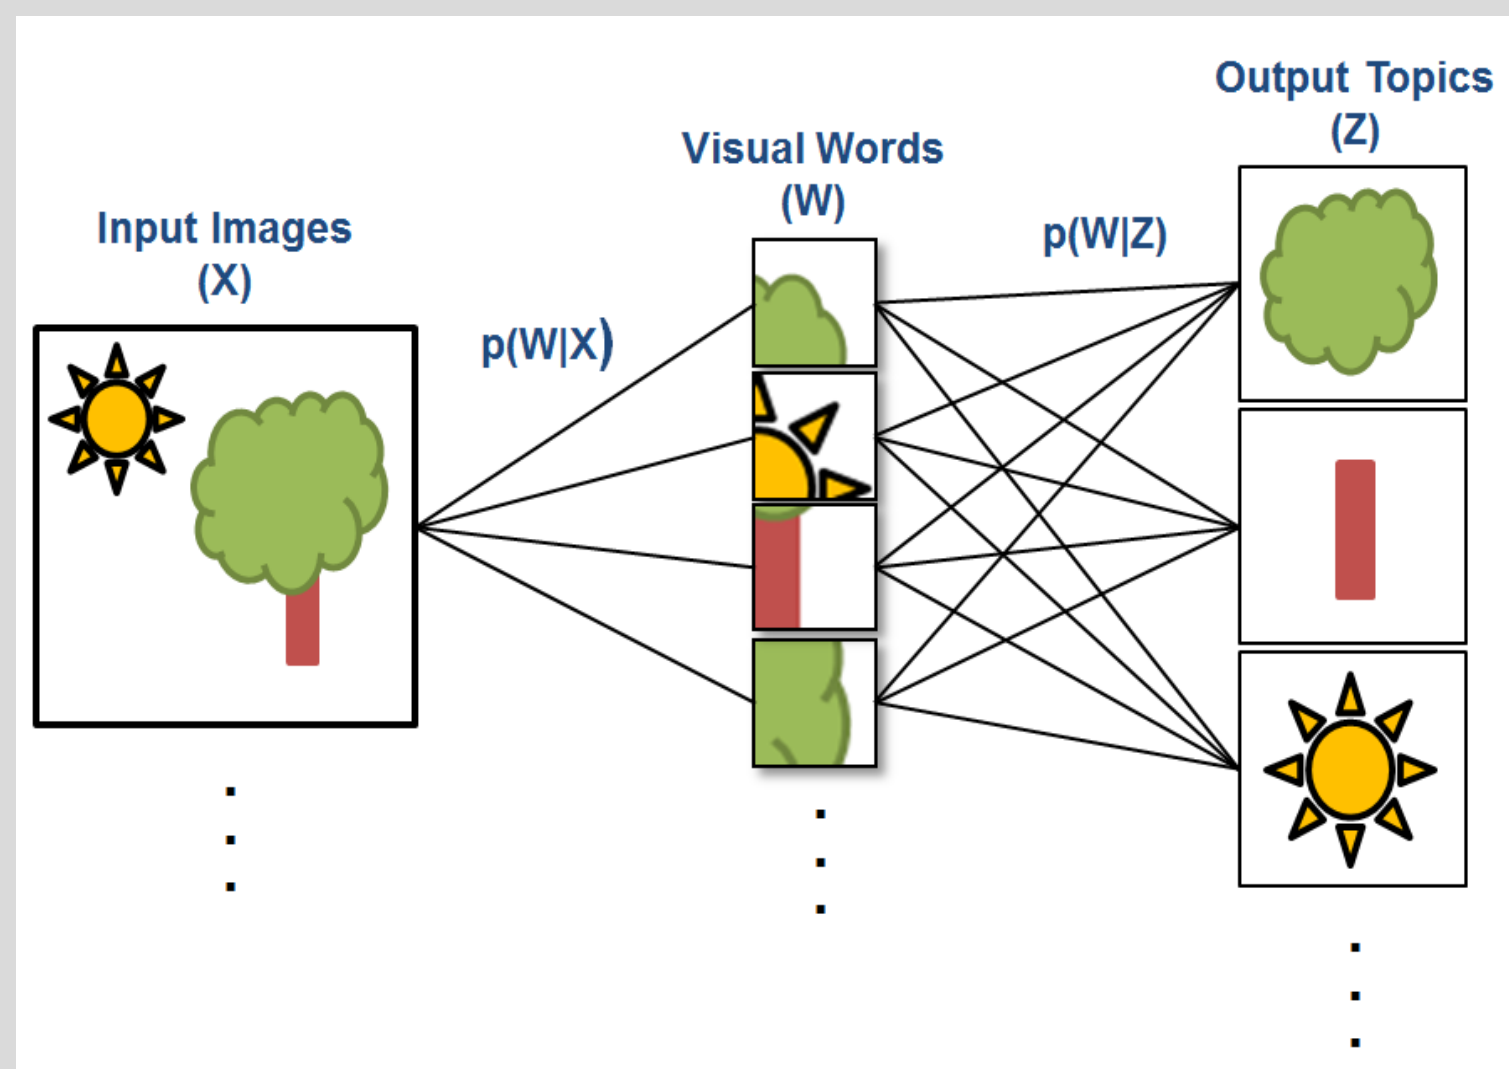 Input Images
(X)
p(W|X)
Visual Words
(W)
p(W|Z)
Output Topics
(Z)